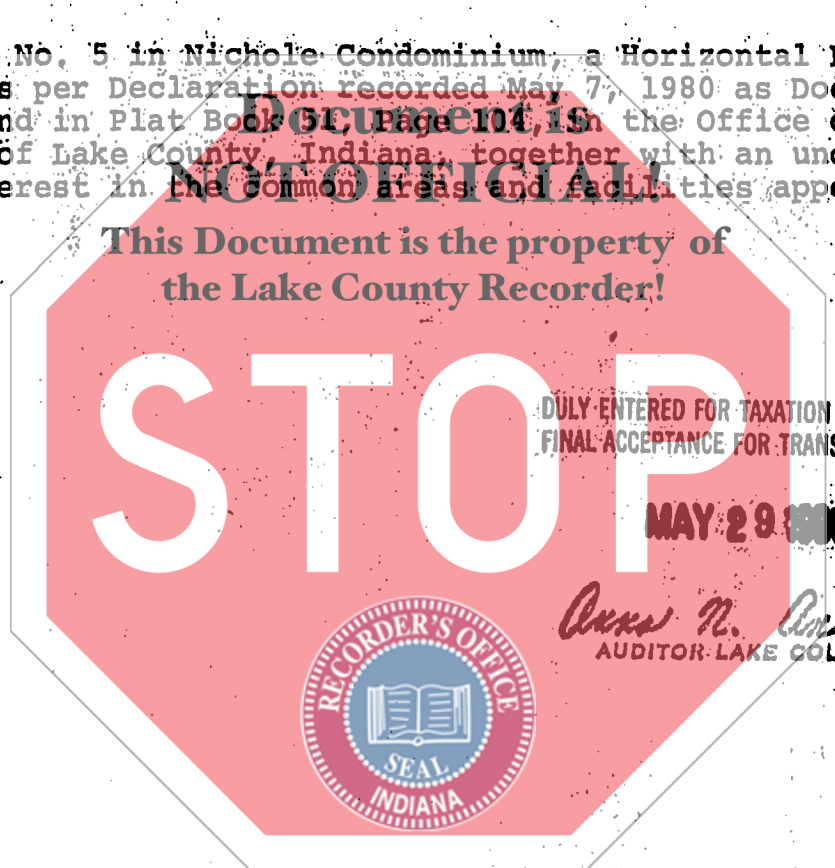 No. 5 in Nichole Condominium, a Horizontal
s per Declaration recorded May 7, 1980 as Doc
nd in Plat Book 51, Page 104, in the Office
of Lake County, Indiana, together with an un
erest in the common areas and facilities app
Document is
NOT OFFICIAL!
This Document is the property of
the Lake County Recorder!
STOP
DULY ENTERED FOR TAXATION
FINAL ACCEPTANCE FOR TRANS
MAY 29
Anna N.
AUDITOR LAKE COU
RECORDER'S OFFICE
SEAL
INDIANA